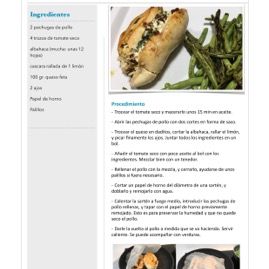 Ingredientes
2 pechugas de pollo
4 trozos de tomate seco
albahaca (mucha: unas 12
hojas)
cascara rallada de 1 limón
100 gr queso feta
2 ajos
Papel de horno
Palillos
Procedimiento
- Trocear el tomate seco y macerarlo unos 15 min en aceite.
- Abrir las pechugas de pollo con dos cortes en forma de saco.
- Trocear el queso en daditos, cortar la albahaca, rallar el limón,
y picar finamente los ajos. Juntar todos los ingredientes en un
bol.
- Añadir el tomate seco con poco aceite al bol con los
ingredientes. Mezclar bien con un tenedor.
- Rellenar el pollo con la mezcla, y cerrarlo, ayudarse de unos
palillos si fuera necesario.
- Cortar un papel de horno del diámetro de una sartén, y
doblarlo y remojarlo con agua.
- Calentar la sartén a fuego medio, introducir las pechugas de
pollo rellenas, y tapar con el papel de horno previamente
remojado. Esto es para preservar la humedad y que no quede
seco el pollo.
- Darle la vuelta al pollo a medida que se va haciendo. Servir
caliente. Se puede acompañar con verduras.